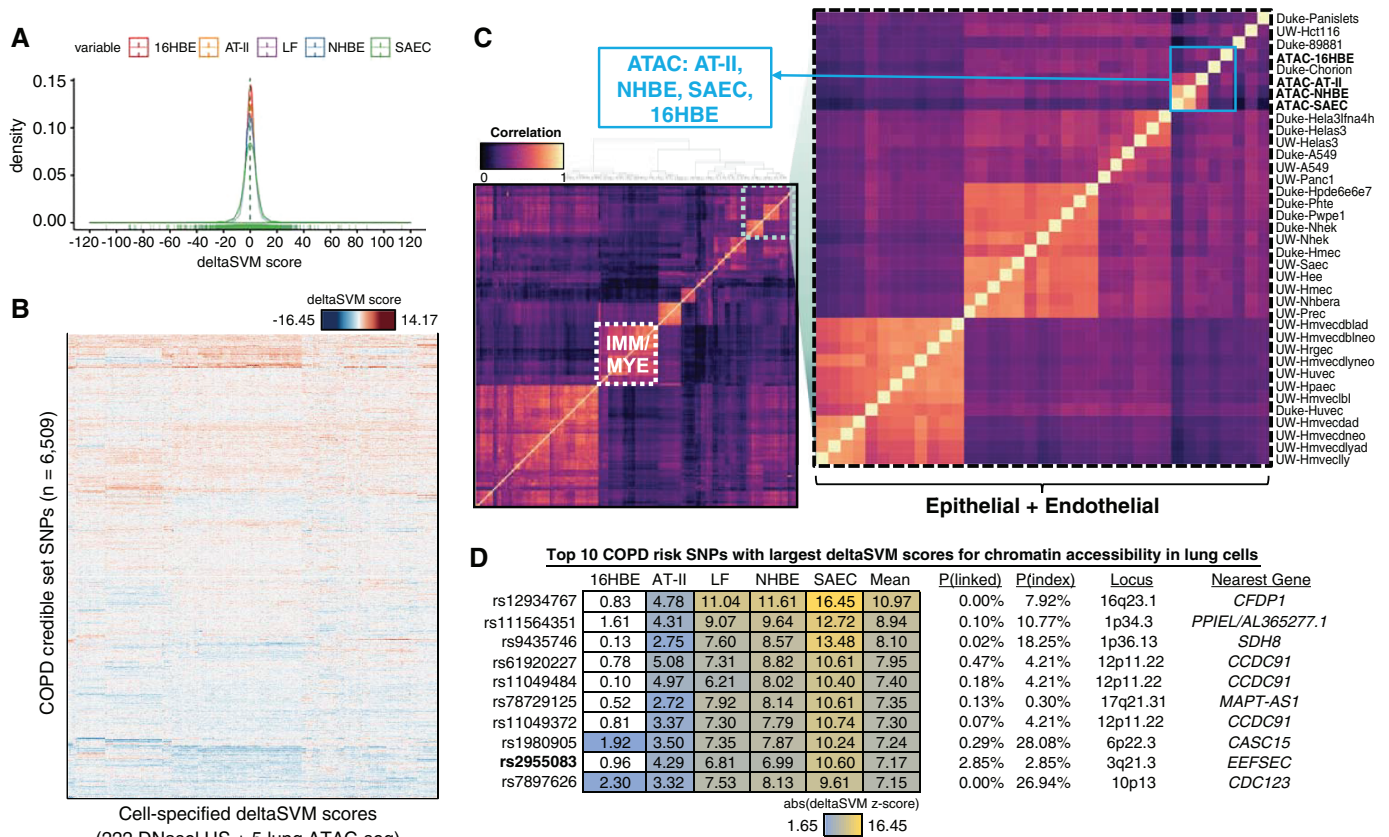 A
variable 16HBE AT-II LF NHBE SAEC
0.15
0.10
0.05
0.00
density
-120 -100 -80 -60 -40 -20 0 20 40 60 80 100 120
deltaSVM score
B
deltaSVM score
-16.45 14.17
COPD credible set SNPs (n = 6,509)
Cell-specified deltaSVM scores
C
ATAC: AT-II,
NHBE, SAEC,
16HBE
Correlation
0 1
IMM/
MYE
Duke-Panislets
UW-Hct116
Duke-89881
ATAC-16HBE
Duke-Chorion
ATAC-AT-II
ATAC-NHBE
ATAC-SAEC
Duke-Hela3Ifna4h
Duke-Helas3
UW-Helas3
Duke-A549
UW-A549
UW-Panc1
Duke-Hpde6e6e7
Duke-Phte
Duke-Pwpe1
Duke-Nhek
UW-Nhek
Duke-Hmec
UW-Saec
UW-Hee
UW-Hmec
UW-Nhbera
UW-Prec
UW-Hmvecdblad
UW-Hmvecdblneo
UW-Hrgec
UW-Hmvecdlyneo
UW-Huvec
UW-Hpaec
UW-Hmveclbl
Duke-Huvec
UW-Hmvecdad
UW-Hmvecdneo
UW-Hmvecdlyad
UW-Hmveclly
Epithelial + Endothelial
D
Top 10 COPD risk SNPs with largest deltaSVM scores for chromatin accessibility in lung cells
16HBE AT-II LF NHBE SAEC Mean P(linked) P(index) Locus Nearest Gene
rs12934767 0.83 4.78 11.04 11.61 16.45 10.97 0.00% 7.92% 16q23.1 CFDP1
rs111564351 1.61 4.31 9.07 9.64 12.72 8.94 0.10% 10.77% 1p34.3 PPIEL/AL365277.1
rs9435746 0.13 2.75 7.60 8.57 13.48 8.10 0.02% 18.25% 1p36.13 SDH8
rs61920227 0.78 5.08 7.31 8.82 10.61 7.95 0.47% 4.21% 12p11.22 CCDC91
rs11049484 0.10 4.97 6.21 8.02 10.40 7.40 0.18% 4.21% 12p11.22 CCDC91
rs78729125 0.52 2.72 7.92 8.14 10.61 7.35 0.13% 0.30% 17q21.31 MAPT-AS1
rs11049372 0.81 3.37 7.30 7.79 10.74 7.30 0.07% 4.21% 12p11.22 CCDC91
rs1980905 1.92 3.50 7.35 7.87 10.24 7.24 0.29% 28.08% 6p22.3 CASC15
rs2955083 0.96 4.29 6.81 6.99 10.60 7.17 2.85% 2.85% 3q21.3 EEFSEC
rs7897626 2.30 3.32 7.53 8.13 9.61 7.15 0.00% 26.94% 10p13 CDC123
abs(deltaSVM z-score)
1.65 16.45